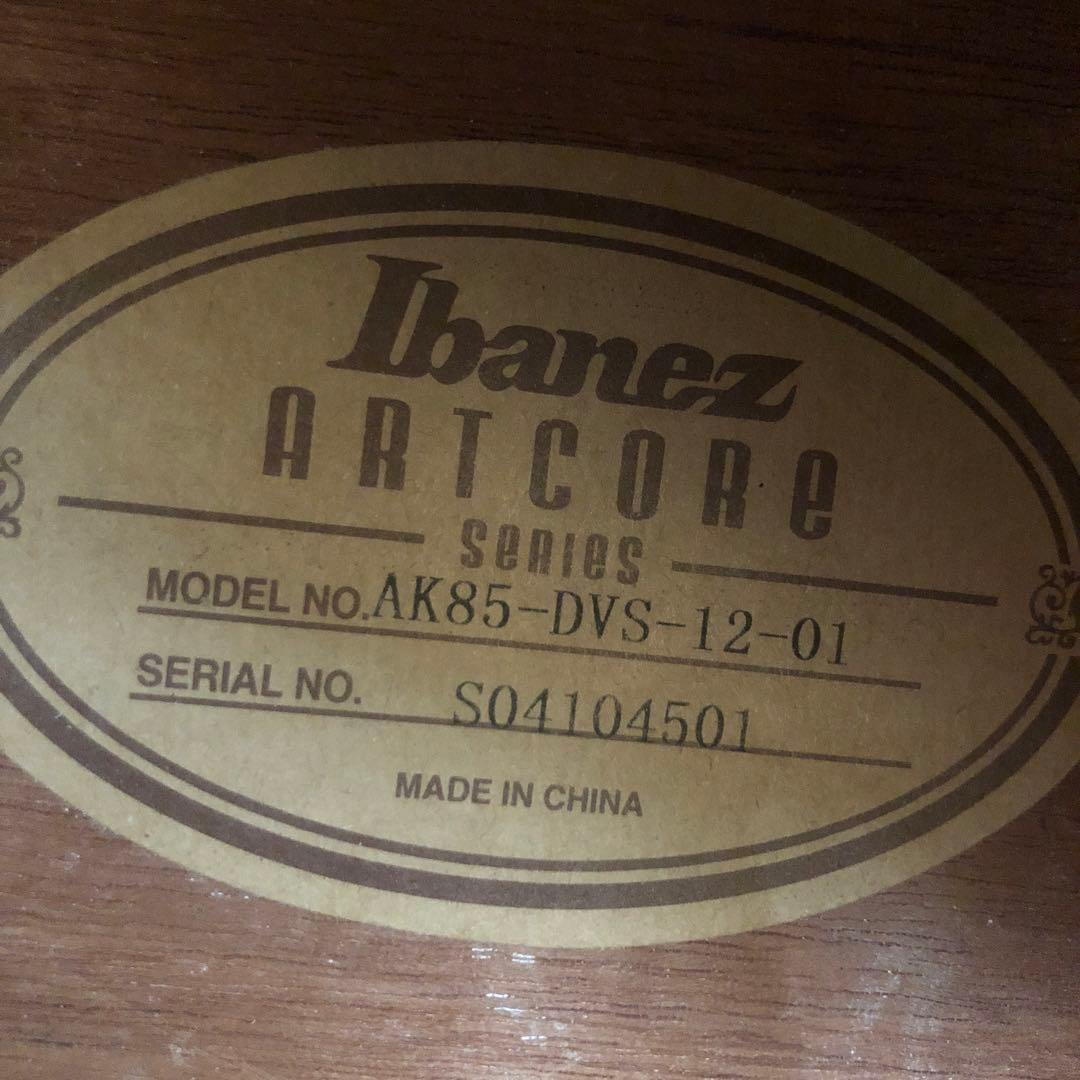 Ibanez
ARTCORE
SERIES
MODEL NO. AK85-DVS-12-01
SERIAL NO. S04104501
MADE IN CHINA